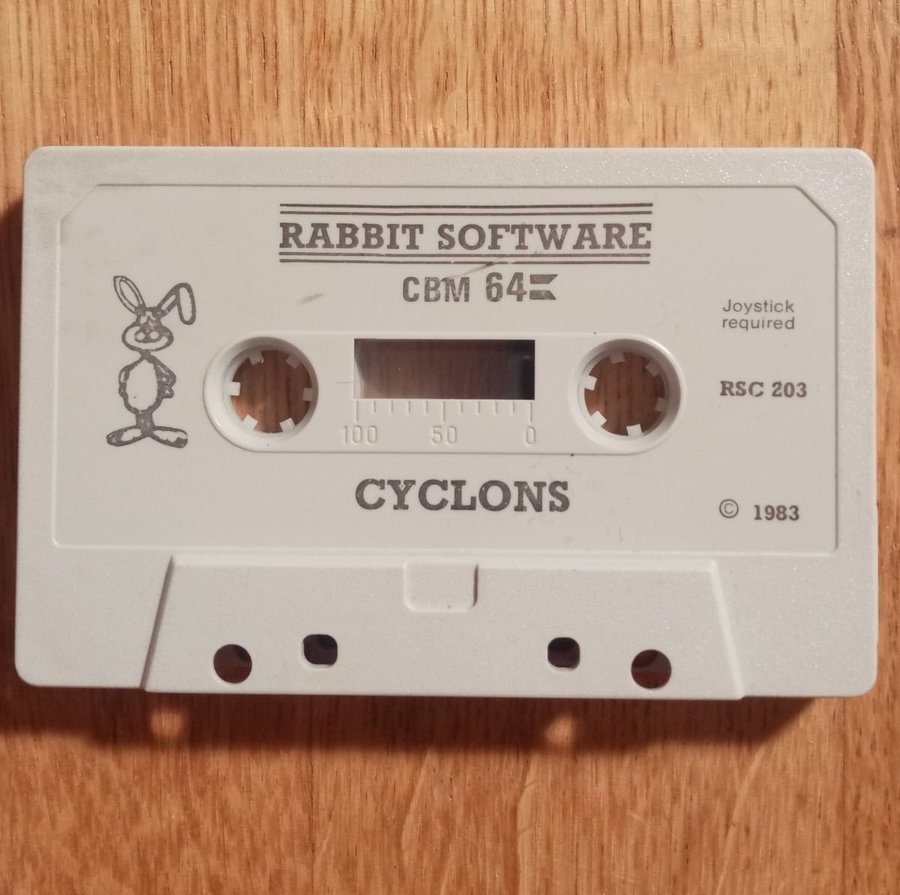 RABBIT SOFTWARE
CBM 64
Joystick
required
RSC 203
100 50 0
CYCLONS
© 1983